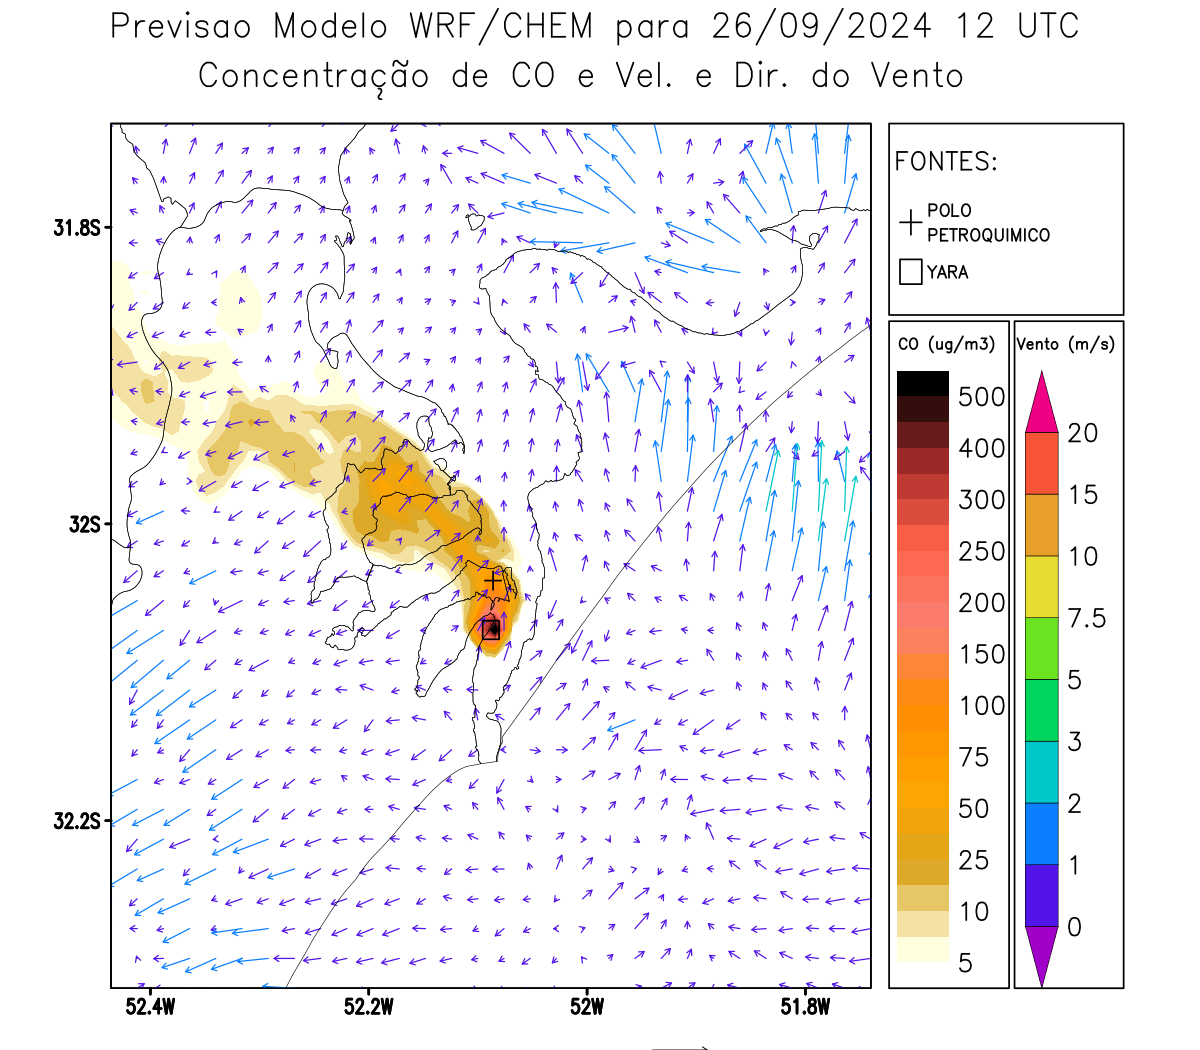 Previsao Modelo WRF/CHEM para 26/09/2024 12 UTC
Concentração de CO e Vel. e Dir. do Vento
FONTES:
POLO
PETROQUIMICO
YARA
CO (ug/m3)
500
400
300
250
200
150
100
75
50
25
10
5
Vento (m/s)
20
15
10
7.5
5
3
2
1
0
31.8S
32S
32.2S
52.4W
52.2W
52W
51.8W